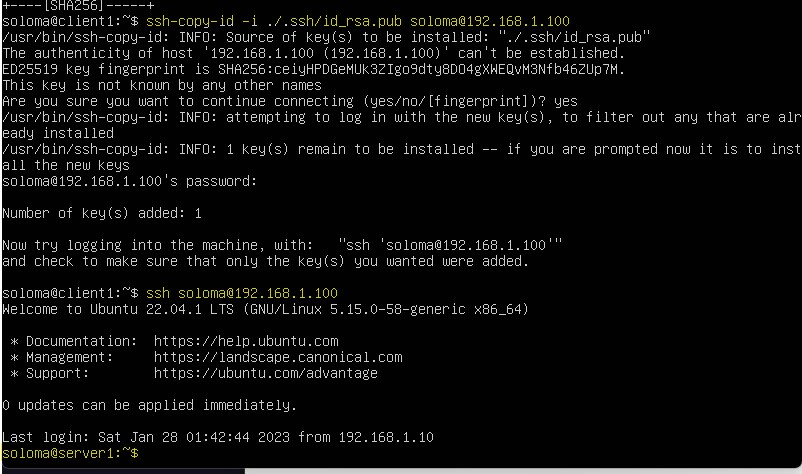 +----[SHA256]-----+
soloma@client1:~$ ssh-copy-id -i ./.ssh/id_rsa.pub soloma@192.168.1.100
/usr/bin/ssh-copy-id: INFO: Source of key(s) to be installed: "./.ssh/id_rsa.pub"
The authenticity of host '192.168.1.100 (192.168.1.100)' can't be established.
ED25519 key fingerprint is SHA256:ceiyHPDGeMUk3ZIgo9dty8DO4gXWEQvM3Nfb46ZUp7M.
This key is not known by any other names
Are you sure you want to continue connecting (yes/no/[fingerprint])? yes
/usr/bin/ssh-copy-id: INFO: attempting to log in with the new key(s), to filter out any that are alr
eady installed
/usr/bin/ssh-copy-id: INFO: 1 key(s) remain to be installed -- if you are prompted now it is to inst
all the new keys
soloma@192.168.1.100's password:
Number of key(s) added: 1
Now try logging into the machine, with:   "ssh 'soloma@192.168.1.100'"
and check to make sure that only the key(s) you wanted were added.
soloma@client1:~$ ssh soloma@192.168.1.100
Welcome to Ubuntu 22.04.1 LTS (GNU/Linux 5.15.0-58-generic x86_64)
 * Documentation:  https://help.ubuntu.com
 * Management:     https://landscape.canonical.com
 * Support:        https://ubuntu.com/advantage
0 updates can be applied immediately.
Last login: Sat Jan 28 01:42:44 2023 from 192.168.1.10
soloma@server1:~$